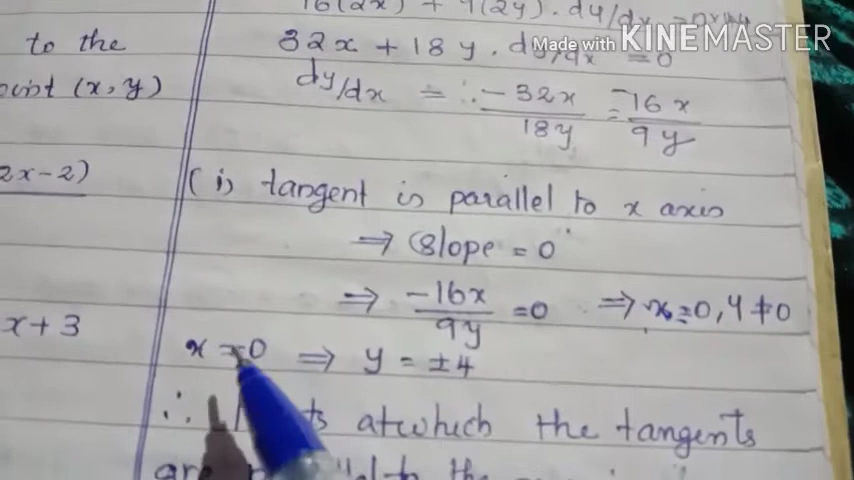 16(2x) + 9(2y). dy/dx =
Made with KINEMASTER
to the
32x + 18y. dy/dx = 0
point (x, y)
dy/dx = -32x/18y = -16x/9y
2x-2)
(i) tangent is parallel to x axis
⇒ Slope = 0
⇒ -16x/9y = 0 ⇒ x = 0, y ≠ 0
x + 3
x = 0 ⇒ y = ±4
∴ at which the tangents
the